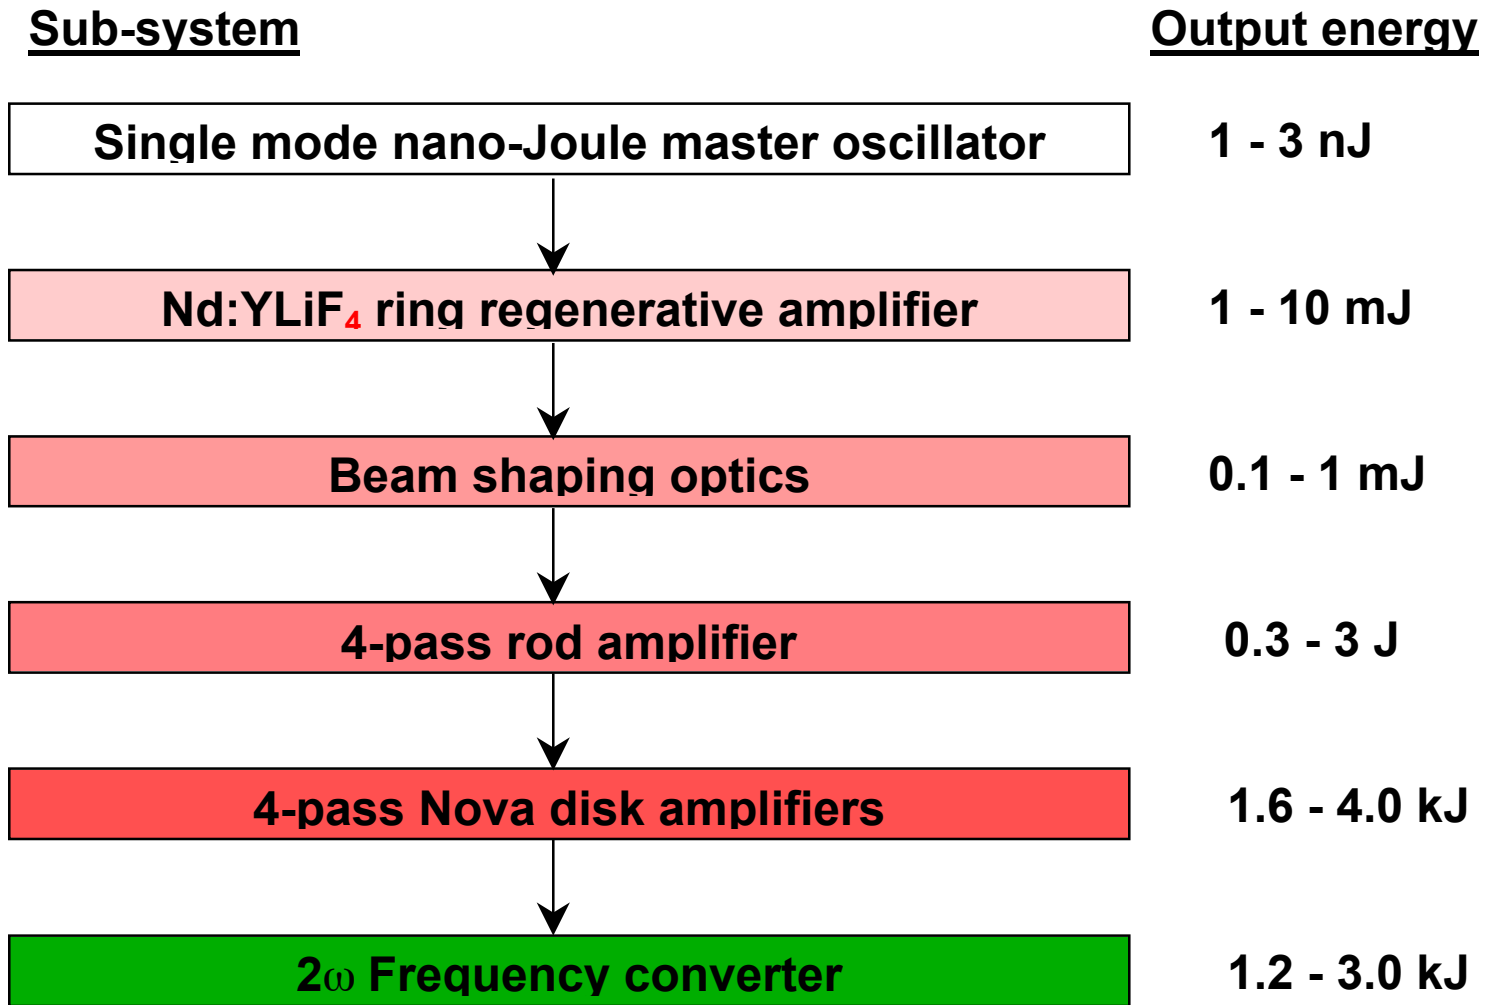 Sub-system Output energy
Single mode nano-Joule master oscillator 1 - 3 nJ
Nd:YLiF₄ ring regenerative amplifier 1 - 10 mJ
Beam shaping optics 0.1 - 1 mJ
4-pass rod amplifier 0.3 - 3 J
4-pass Nova disk amplifiers 1.6 - 4.0 kJ
2ω Frequency converter 1.2 - 3.0 kJ